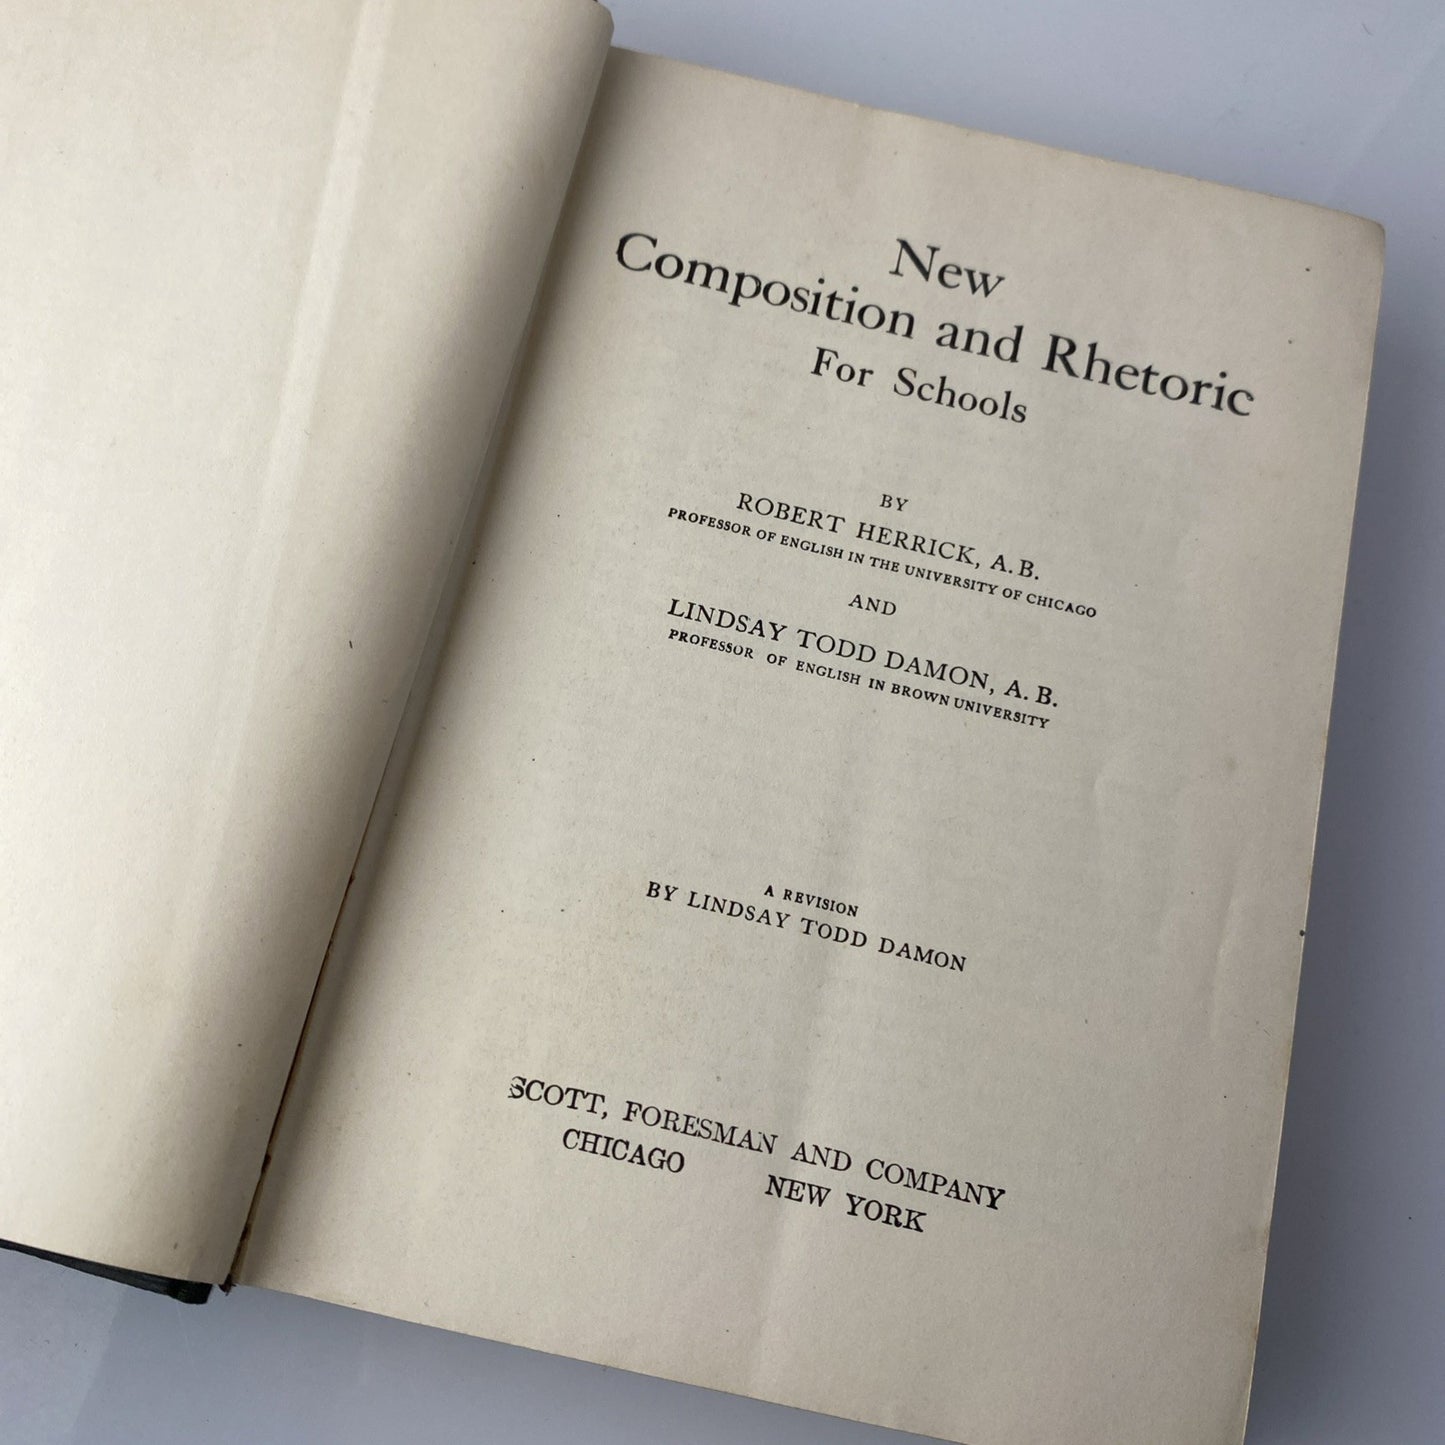 New
Composition and Rhetoric
For Schools
BY
ROBERT HERRICK, A.B.
PROFESSOR OF ENGLISH IN THE UNIVERSITY OF CHICAGO
AND
LINDSAY TODD DAMON, A.B.
PROFESSOR OF ENGLISH IN BROWN UNIVERSITY
A REVISION
BY LINDSAY TODD DAMON
SCOTT, FORESMAN AND COMPANY
CHICAGO NEW YORK